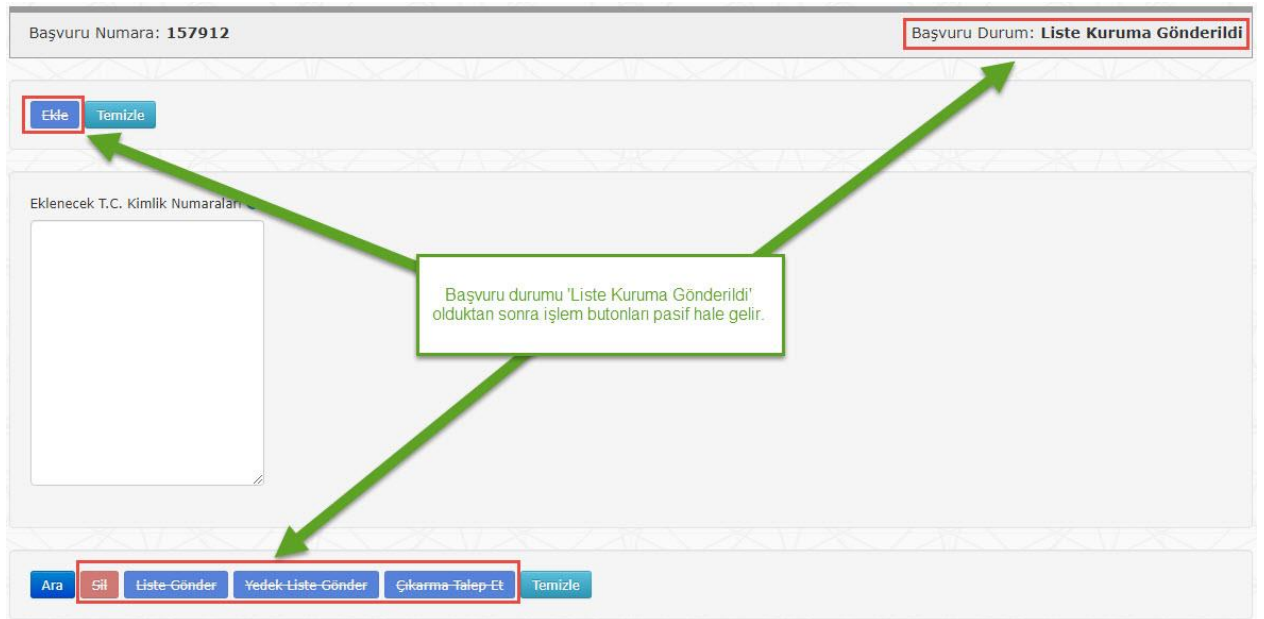 Başvuru Numara: 157912
Başvuru Durum: Liste Kuruma Gönderildi
Ekle Temizle
Eklenecek T.C. Kimlik Numaraları
Başvuru durumu 'Liste Kuruma Gönderildi'
olduktan sonra işlem butonları pasif hale gelir.
Ara Sil Liste Gönder Yedek Liste Gönder Çıkarma Talep Et Temizle